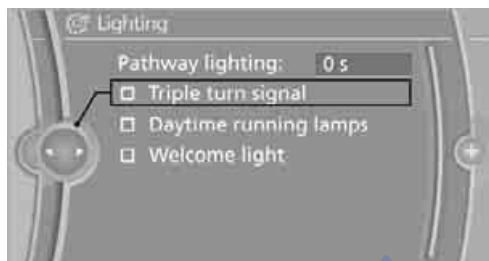 Lighting
Pathway lighting: 0 s
Triple turn signal
Daytime running lamps
Welcome light